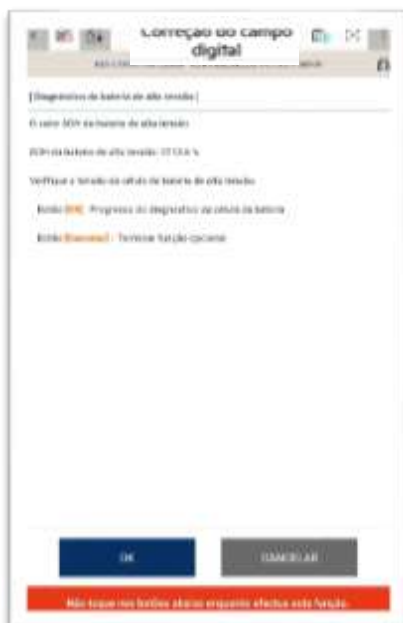 Correção do campo
digital
[ Diagnóstico da bateria de alta tensão ]
O valor SOH da bateria de alta tensão
SOH da bateria de alta tensão: %
Verifique a tensão da célula da bateria de alta tensão.
Botão [OK]: Progresso do diagnóstico da célula da bateria
Botão [Cancelar] : Terminar função opcional
OK
CANCELAR
Não toque nos botões abaixo enquanto efectua esta função.